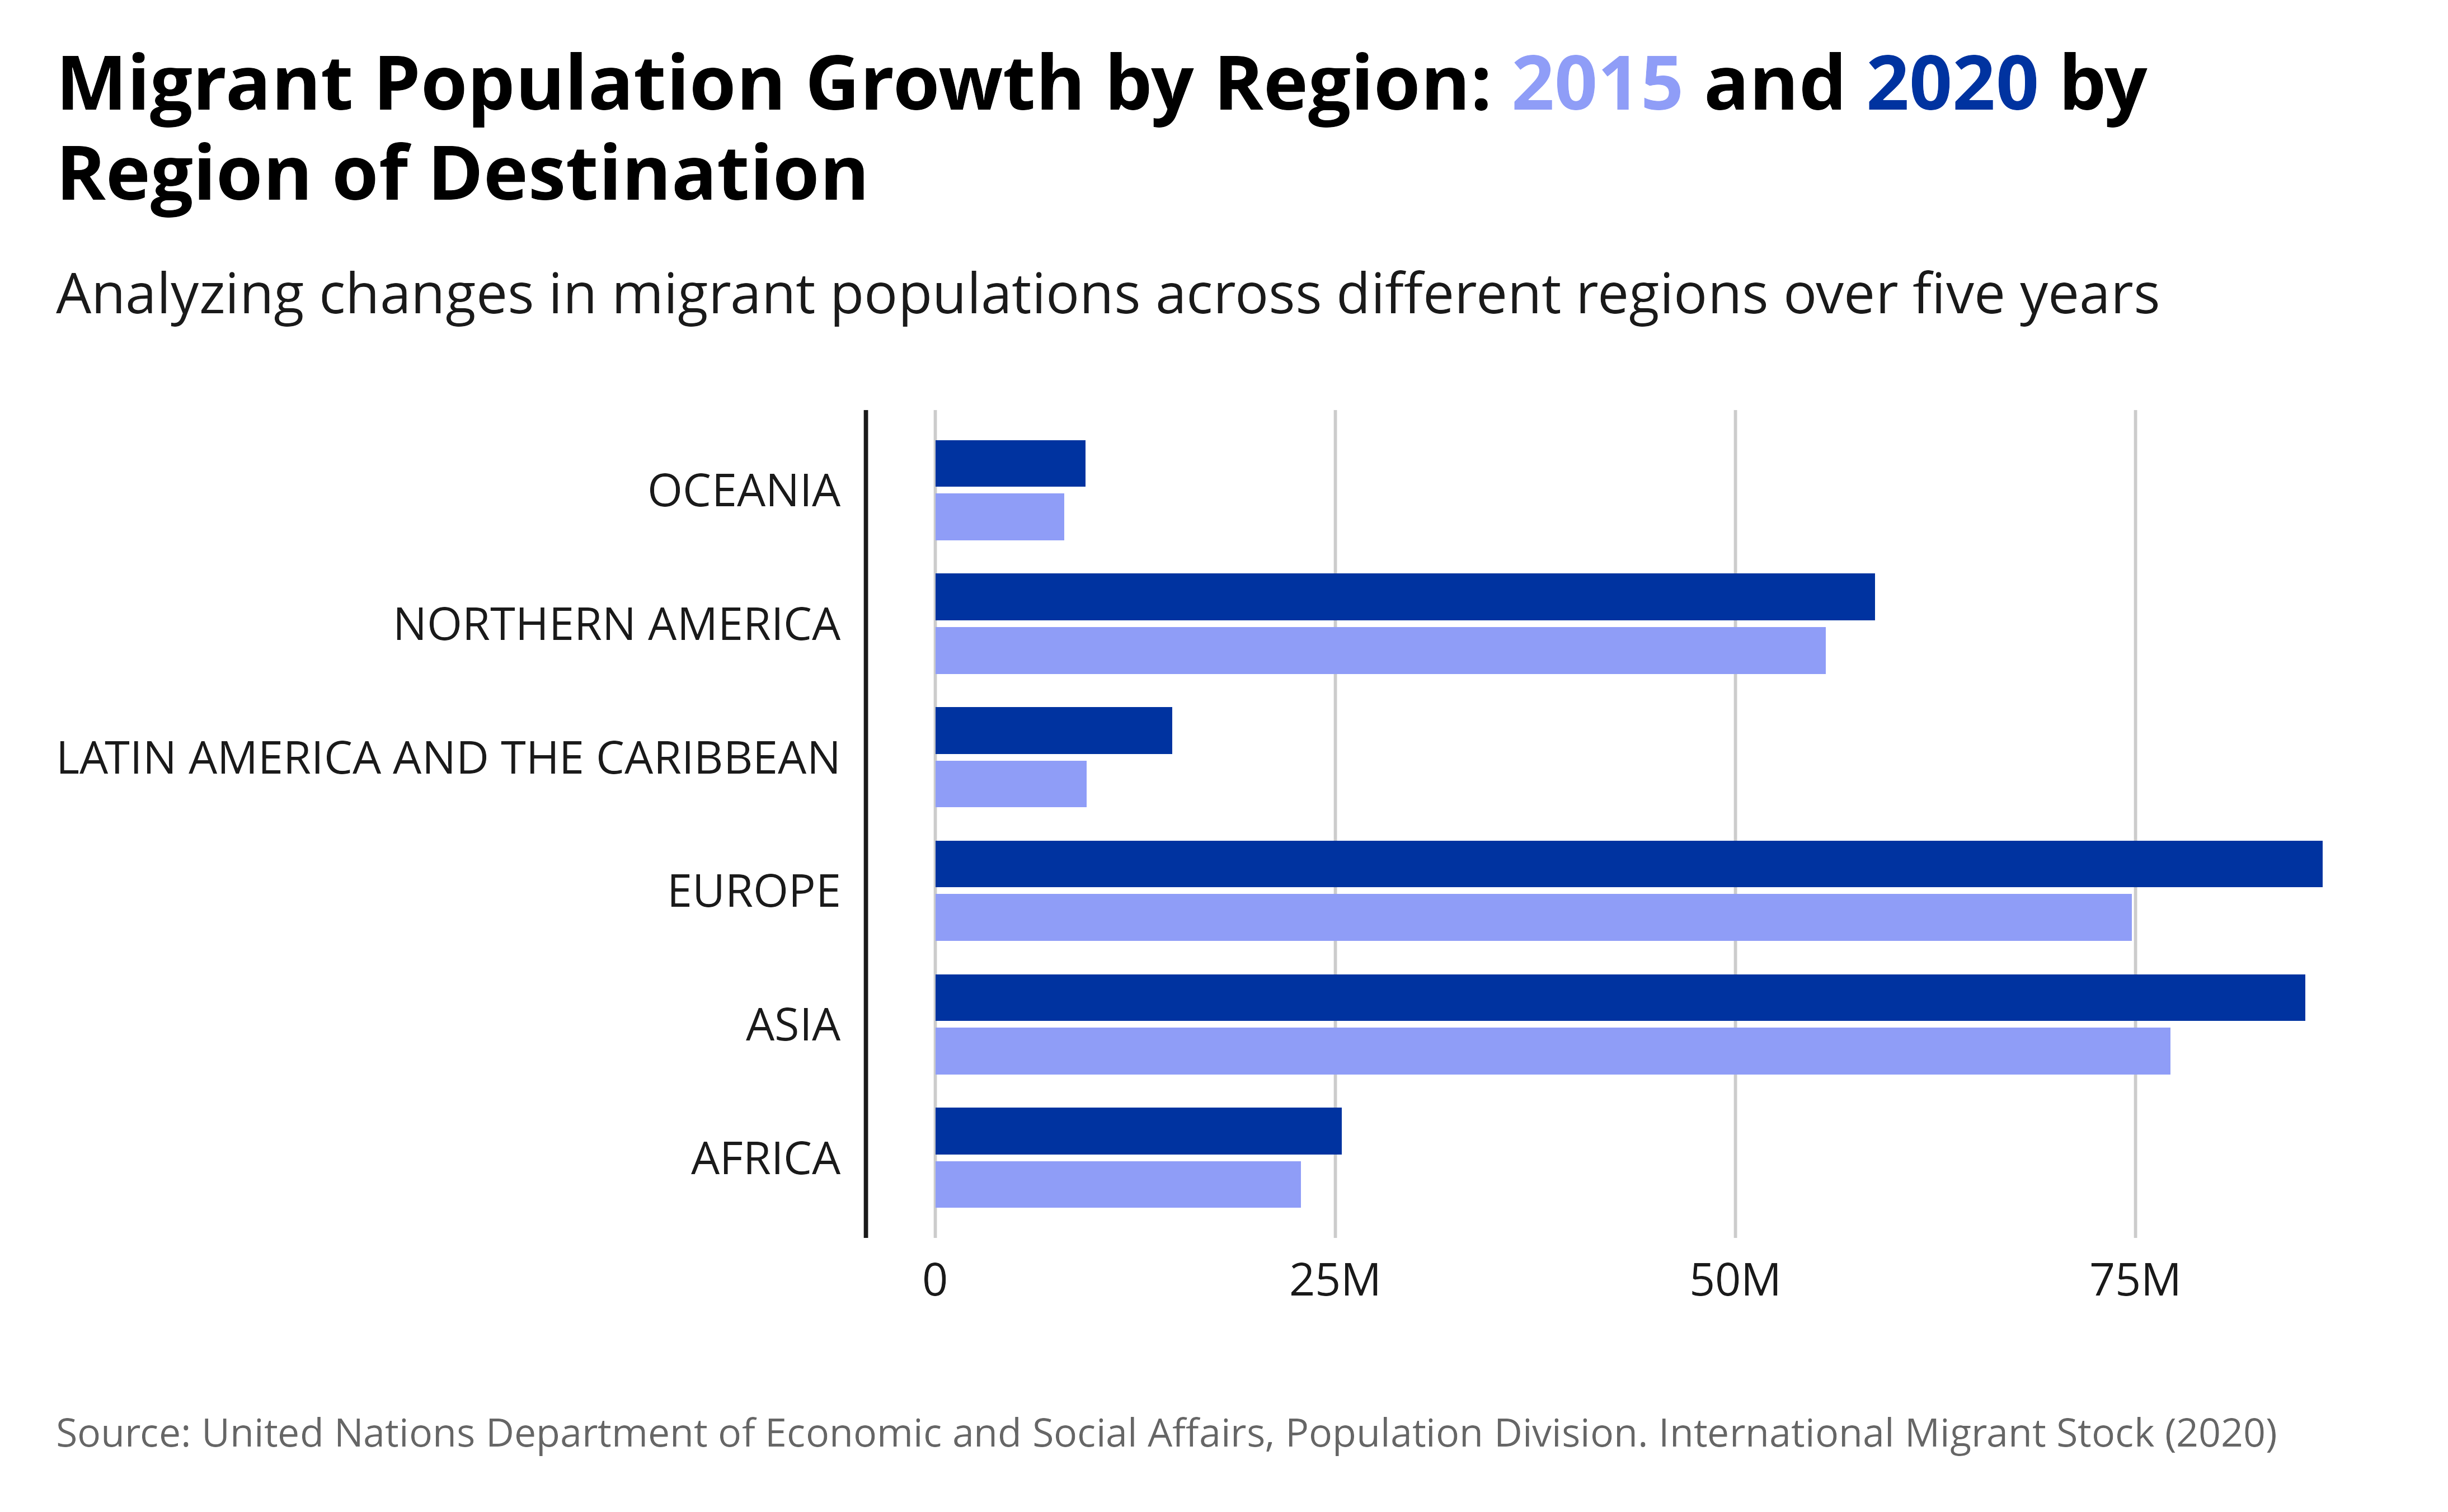 Migrant Population Growth by Region: 2015 and 2020 by
Region of Destination
Analyzing changes in migrant populations across different regions over five years
OCEANIA
NORTHERN AMERICA
LATIN AMERICA AND THE CARIBBEAN
EUROPE
ASIA
AFRICA
0 25M 50M 75M
Source: United Nations Department of Economic and Social Affairs, Population Division. International Migrant Stock (2020)